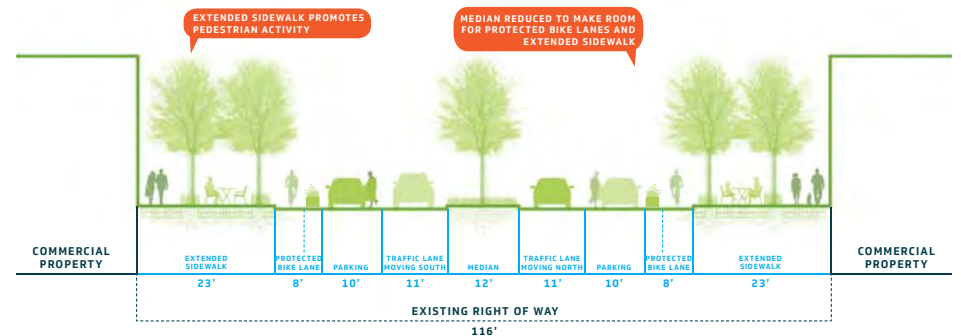 EXTENDED SIDEWALK PROMOTES
PEDESTRIAN ACTIVITY
MEDIAN REDUCED TO MAKE ROOM
FOR PROTECTED BIKE LANES AND
EXTENDED SIDEWALK
COMMERCIAL
PROPERTY
EXTENDED
SIDEWALK
23'
PROTECTED
BIKE LANE
8'
PARKING
10'
TRAFFIC LANE
MOVING SOUTH
11'
MEDIAN
12'
TRAFFIC LANE
MOVING NORTH
11'
PARKING
10'
PROTECTED
BIKE LANE
8'
EXTENDED
SIDEWALK
23'
COMMERCIAL
PROPERTY
EXISTING RIGHT OF WAY
116'